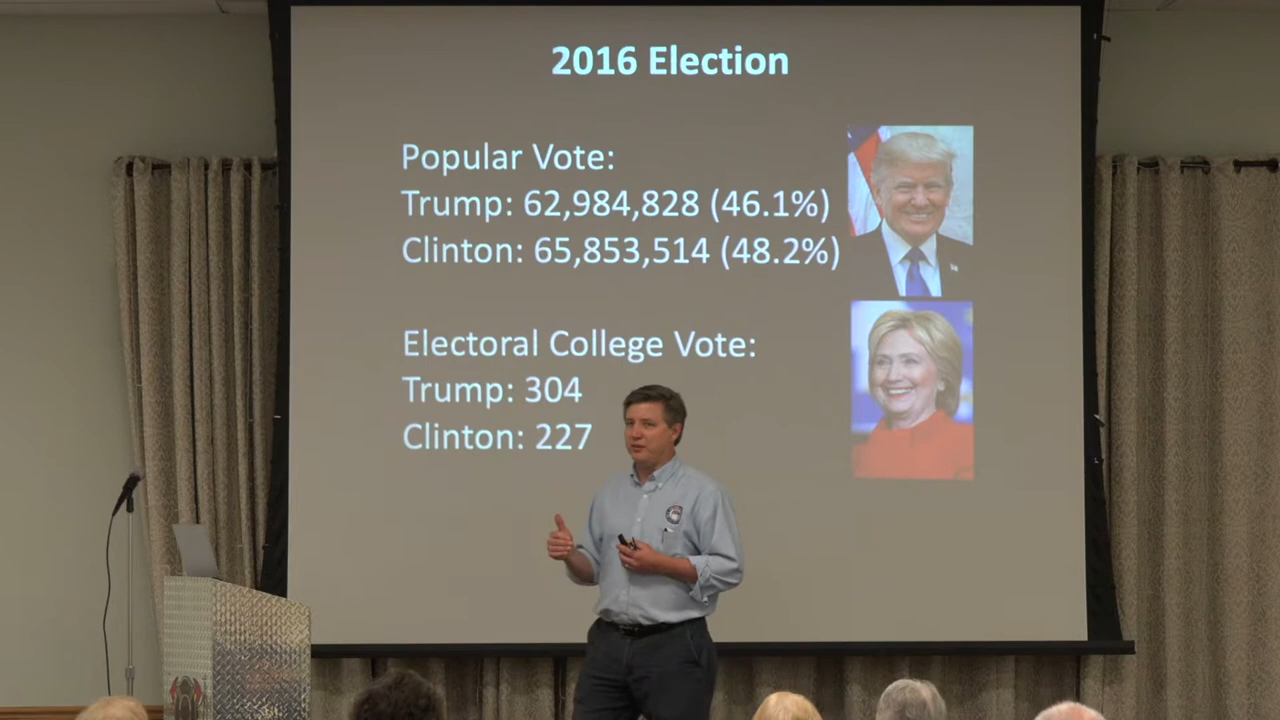 2016 Election
Popular Vote:
Trump: 62,984,828 (46.1%)
Clinton: 65,853,514 (48.2%)
Electoral College Vote:
Trump: 304
Clinton: 227